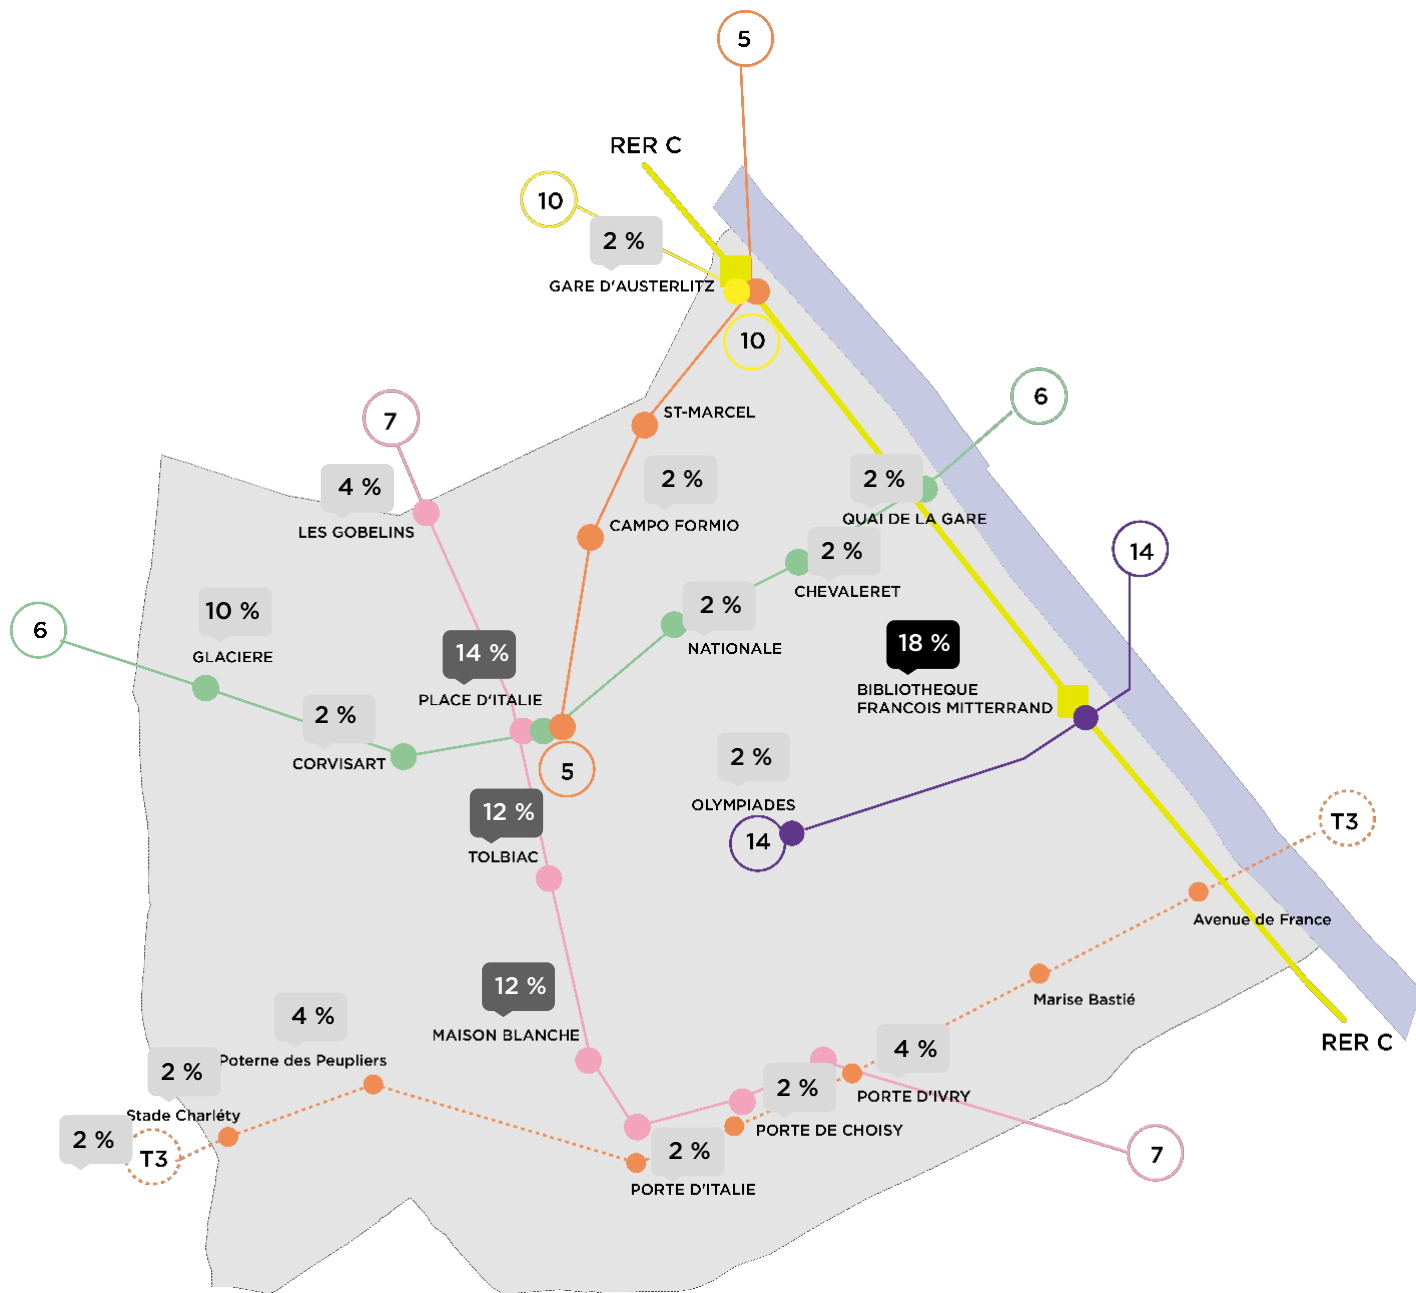 5
RER C
10
2 %
GARE D'AUSTERLITZ
10
6
7
ST-MARCEL
4 %
2 %
2 %
LES GOBELINS
CAMPO FORMIO
QUAI DE LA GARE
14
2 %
CHEVALERET
10 %
2 %
6
14 %
18 %
GLACIERE
NATIONALE
PLACE D'ITALIE
BIBLIOTHEQUE
FRANCOIS MITTERRAND
2 %
CORVISART
5
2 %
OLYMPIADES
12 %
14
T3
TOLBIAC
Avenue de France
12 %
Marise Bastié
4 %
MAISON BLANCHE
RER C
Poterne des Peupliers
4 %
2 %
2 %
PORTE D'IVRY
Stade Charléty
PORTE DE CHOISY
2 %
T3
2 %
7
PORTE D'ITALIE